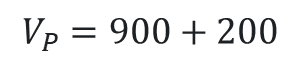 V_P = 900 + 200